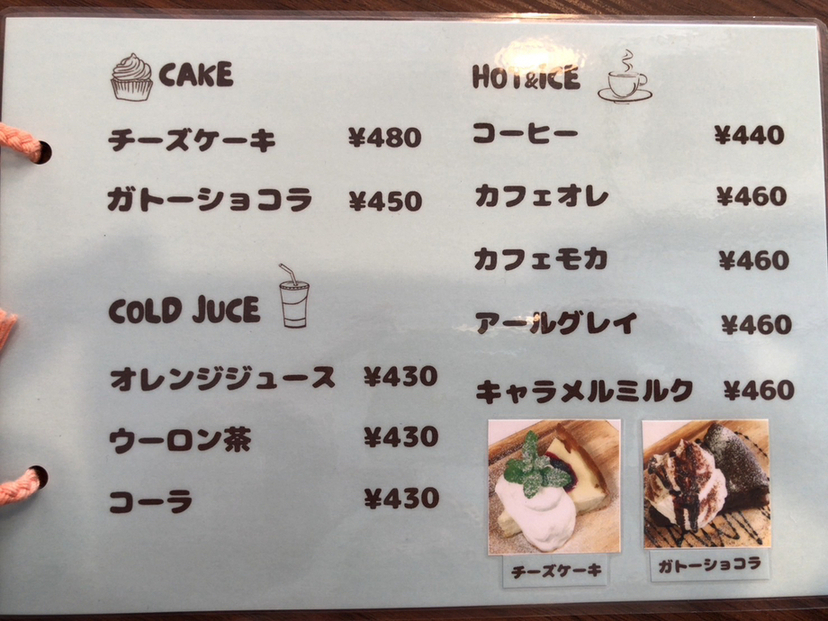 CAKE
チーズケーキ ¥480
ガトーショコラ ¥450
COLD JUCE
オレンジジュース ¥430
ウーロン茶 ¥430
コーラ ¥430
HOT&iCE
コーヒー ¥440
カフェオレ ¥460
カフェモカ ¥460
アールグレイ ¥460
キャラメルミルク ¥460
チーズケーキ
ガトーショコラ